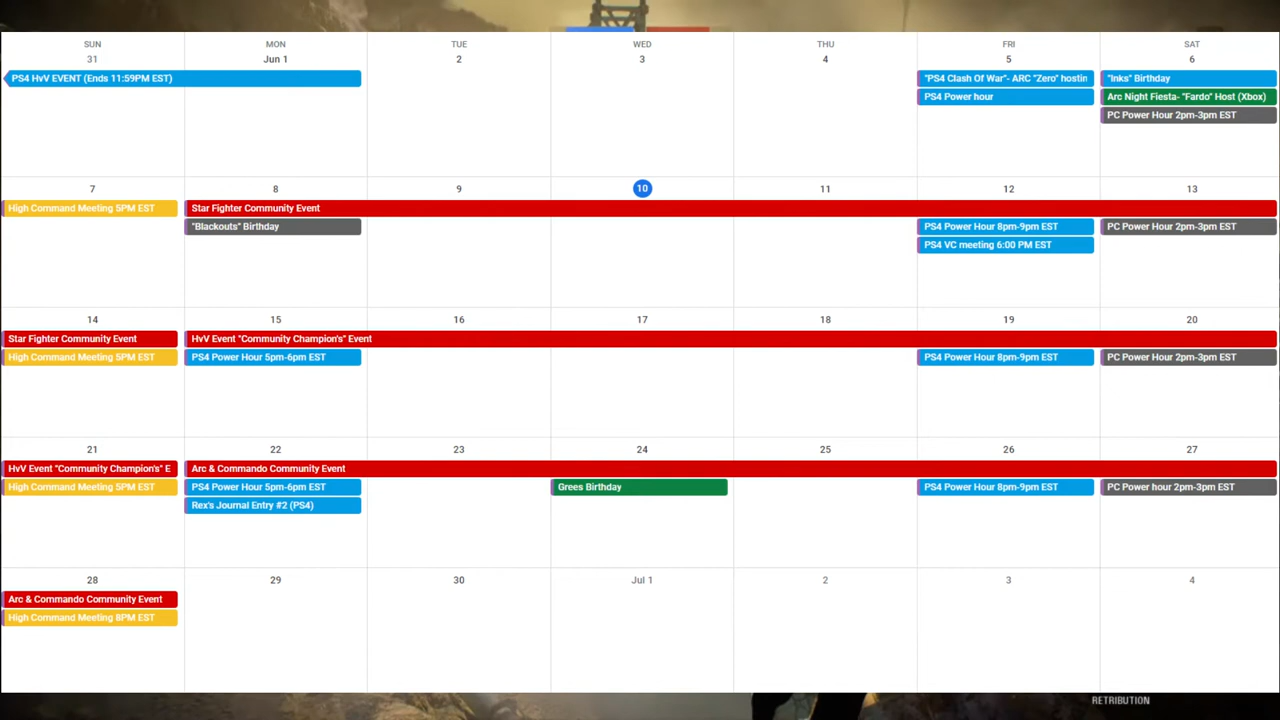 SUN MON TUE WED THU FRI SAT
31 Jun 1 2 3 4 5 6
PS4 HvV EVENT (Ends 11:59PM EST) "PS4 Clash Of War"- ARC "Zero" hostin "Inks" Birthday
PS4 Power hour Arc Night Fiesta- "Fardo" Host (Xbox)
PC Power Hour 2pm-3pm EST
7 8 9 10 11 12 13
High Command Meeting 5PM EST Star Fighter Community Event
"Blackouts" Birthday PS4 Power Hour 8pm-9pm EST PC Power Hour 2pm-3pm EST
PS4 VC meeting 6:00 PM EST
14 15 16 17 18 19 20
Star Fighter Community Event HvV Event "Community Champion's" Event
High Command Meeting 5PM EST PS4 Power Hour 5pm-6pm EST PS4 Power Hour 8pm-9pm EST PC Power Hour 2pm-3pm EST
21 22 23 24 25 26 27
HvV Event "Community Champion's" E Arc & Commando Community Event
High Command Meeting 5PM EST PS4 Power Hour 5pm-6pm EST Grees Birthday PS4 Power Hour 8pm-9pm EST PC Power hour 2pm-3pm EST
Rex's Journal Entry #2 (PS4)
28 29 30 Jul 1 2 3 4
Arc & Commando Community Event
High Command Meeting 8PM EST
RETRIBUTION